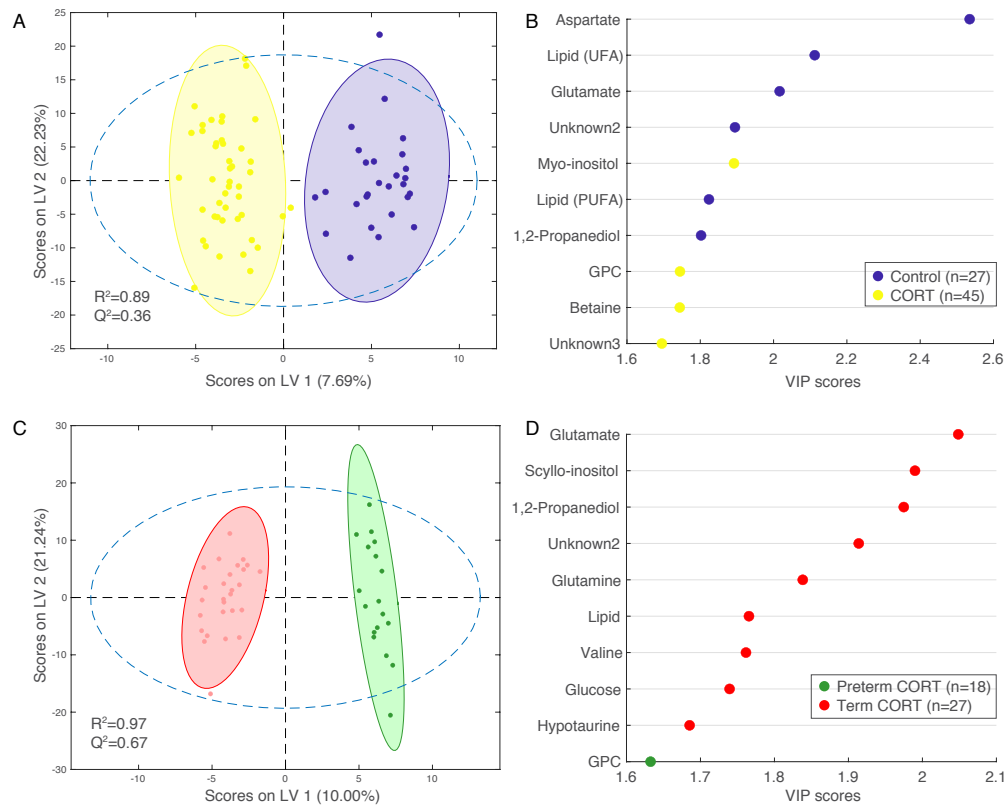 A
25
20
15
10
5
0
-5
-10
-15
-20
-25
Scores on LV 2 (22.23%)
R²=0.89
Q²=0.36
-10
-5
0
5
10
Scores on LV 1 (7.69%)
B
Aspartate
Lipid (UFA)
Glutamate
Unknown2
Myo-inositol
Lipid (PUFA)
1,2-Propanediol
GPC
Betaine
Unknown3
Control (n=27)
CORT (n=45)
1.6
1.8
2
2.2
2.4
2.6
VIP scores
C
30
20
10
0
-10
-20
-30
Scores on LV 2 (21.24%)
R²=0.97
Q²=0.67
-10
-5
0
5
10
Scores on LV 1 (10.00%)
D
Glutamate
Scyllo-inositol
1,2-Propanediol
Unknown2
Glutamine
Lipid
Valine
Glucose
Hypotaurine
GPC
Preterm CORT (n=18)
Term CORT (n=27)
1.6
1.7
1.8
1.9
2
2.1
VIP scores